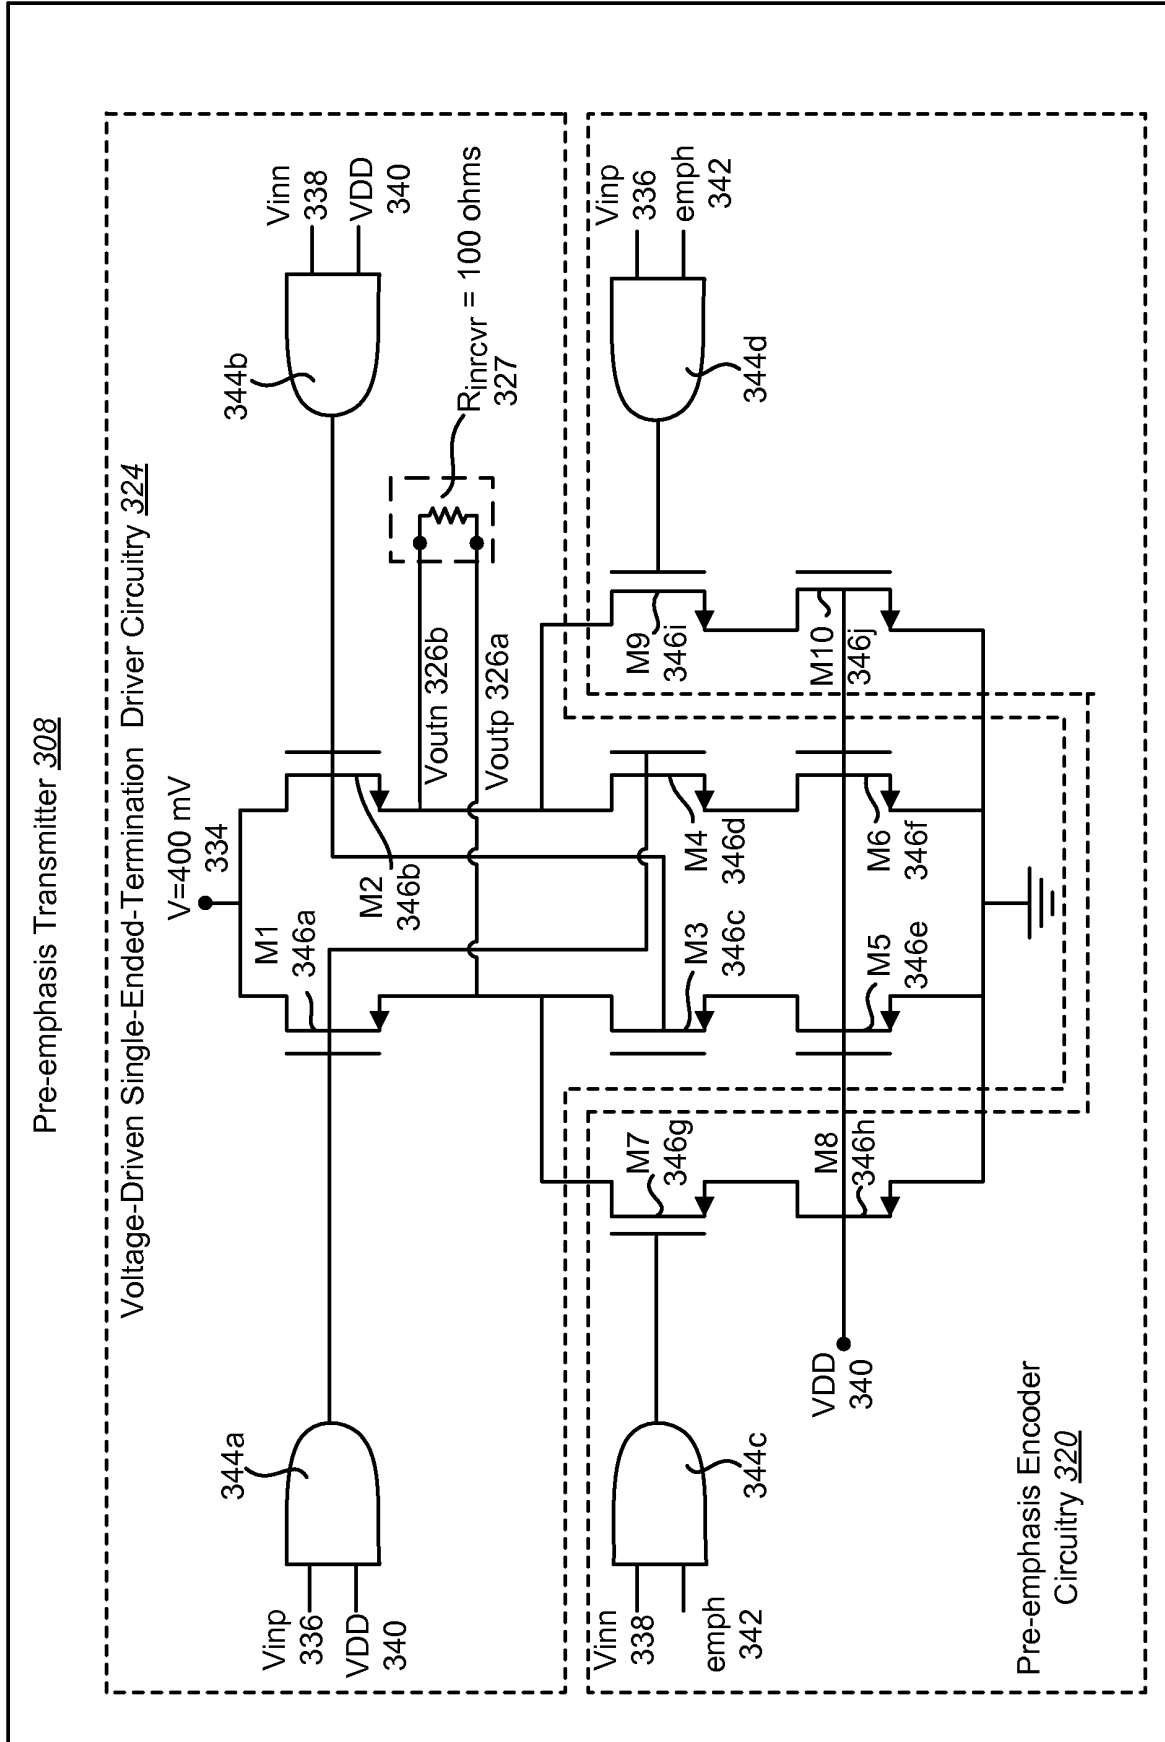 Pre-emphasis Transmitter 308
Voltage-Driven Single-Ended-Termination Driver Circuitry 324
V=400 mV
334
Vinp
336
VDD
340
344a
M1
346a
M2
346b
344b
Vinn
338
VDD
340
Voutn 326b
Voutp 326a
Rinrcvr = 100 ohms
327
Vinn
338
emph
342
344c
M7
346g
M3
346c
M4
346d
M9
346i
344d
Vinp
336
emph
342
VDD
340
M8
346h
M5
346e
M6
346f
M10
346j
Pre-emphasis Encoder
Circuitry 320